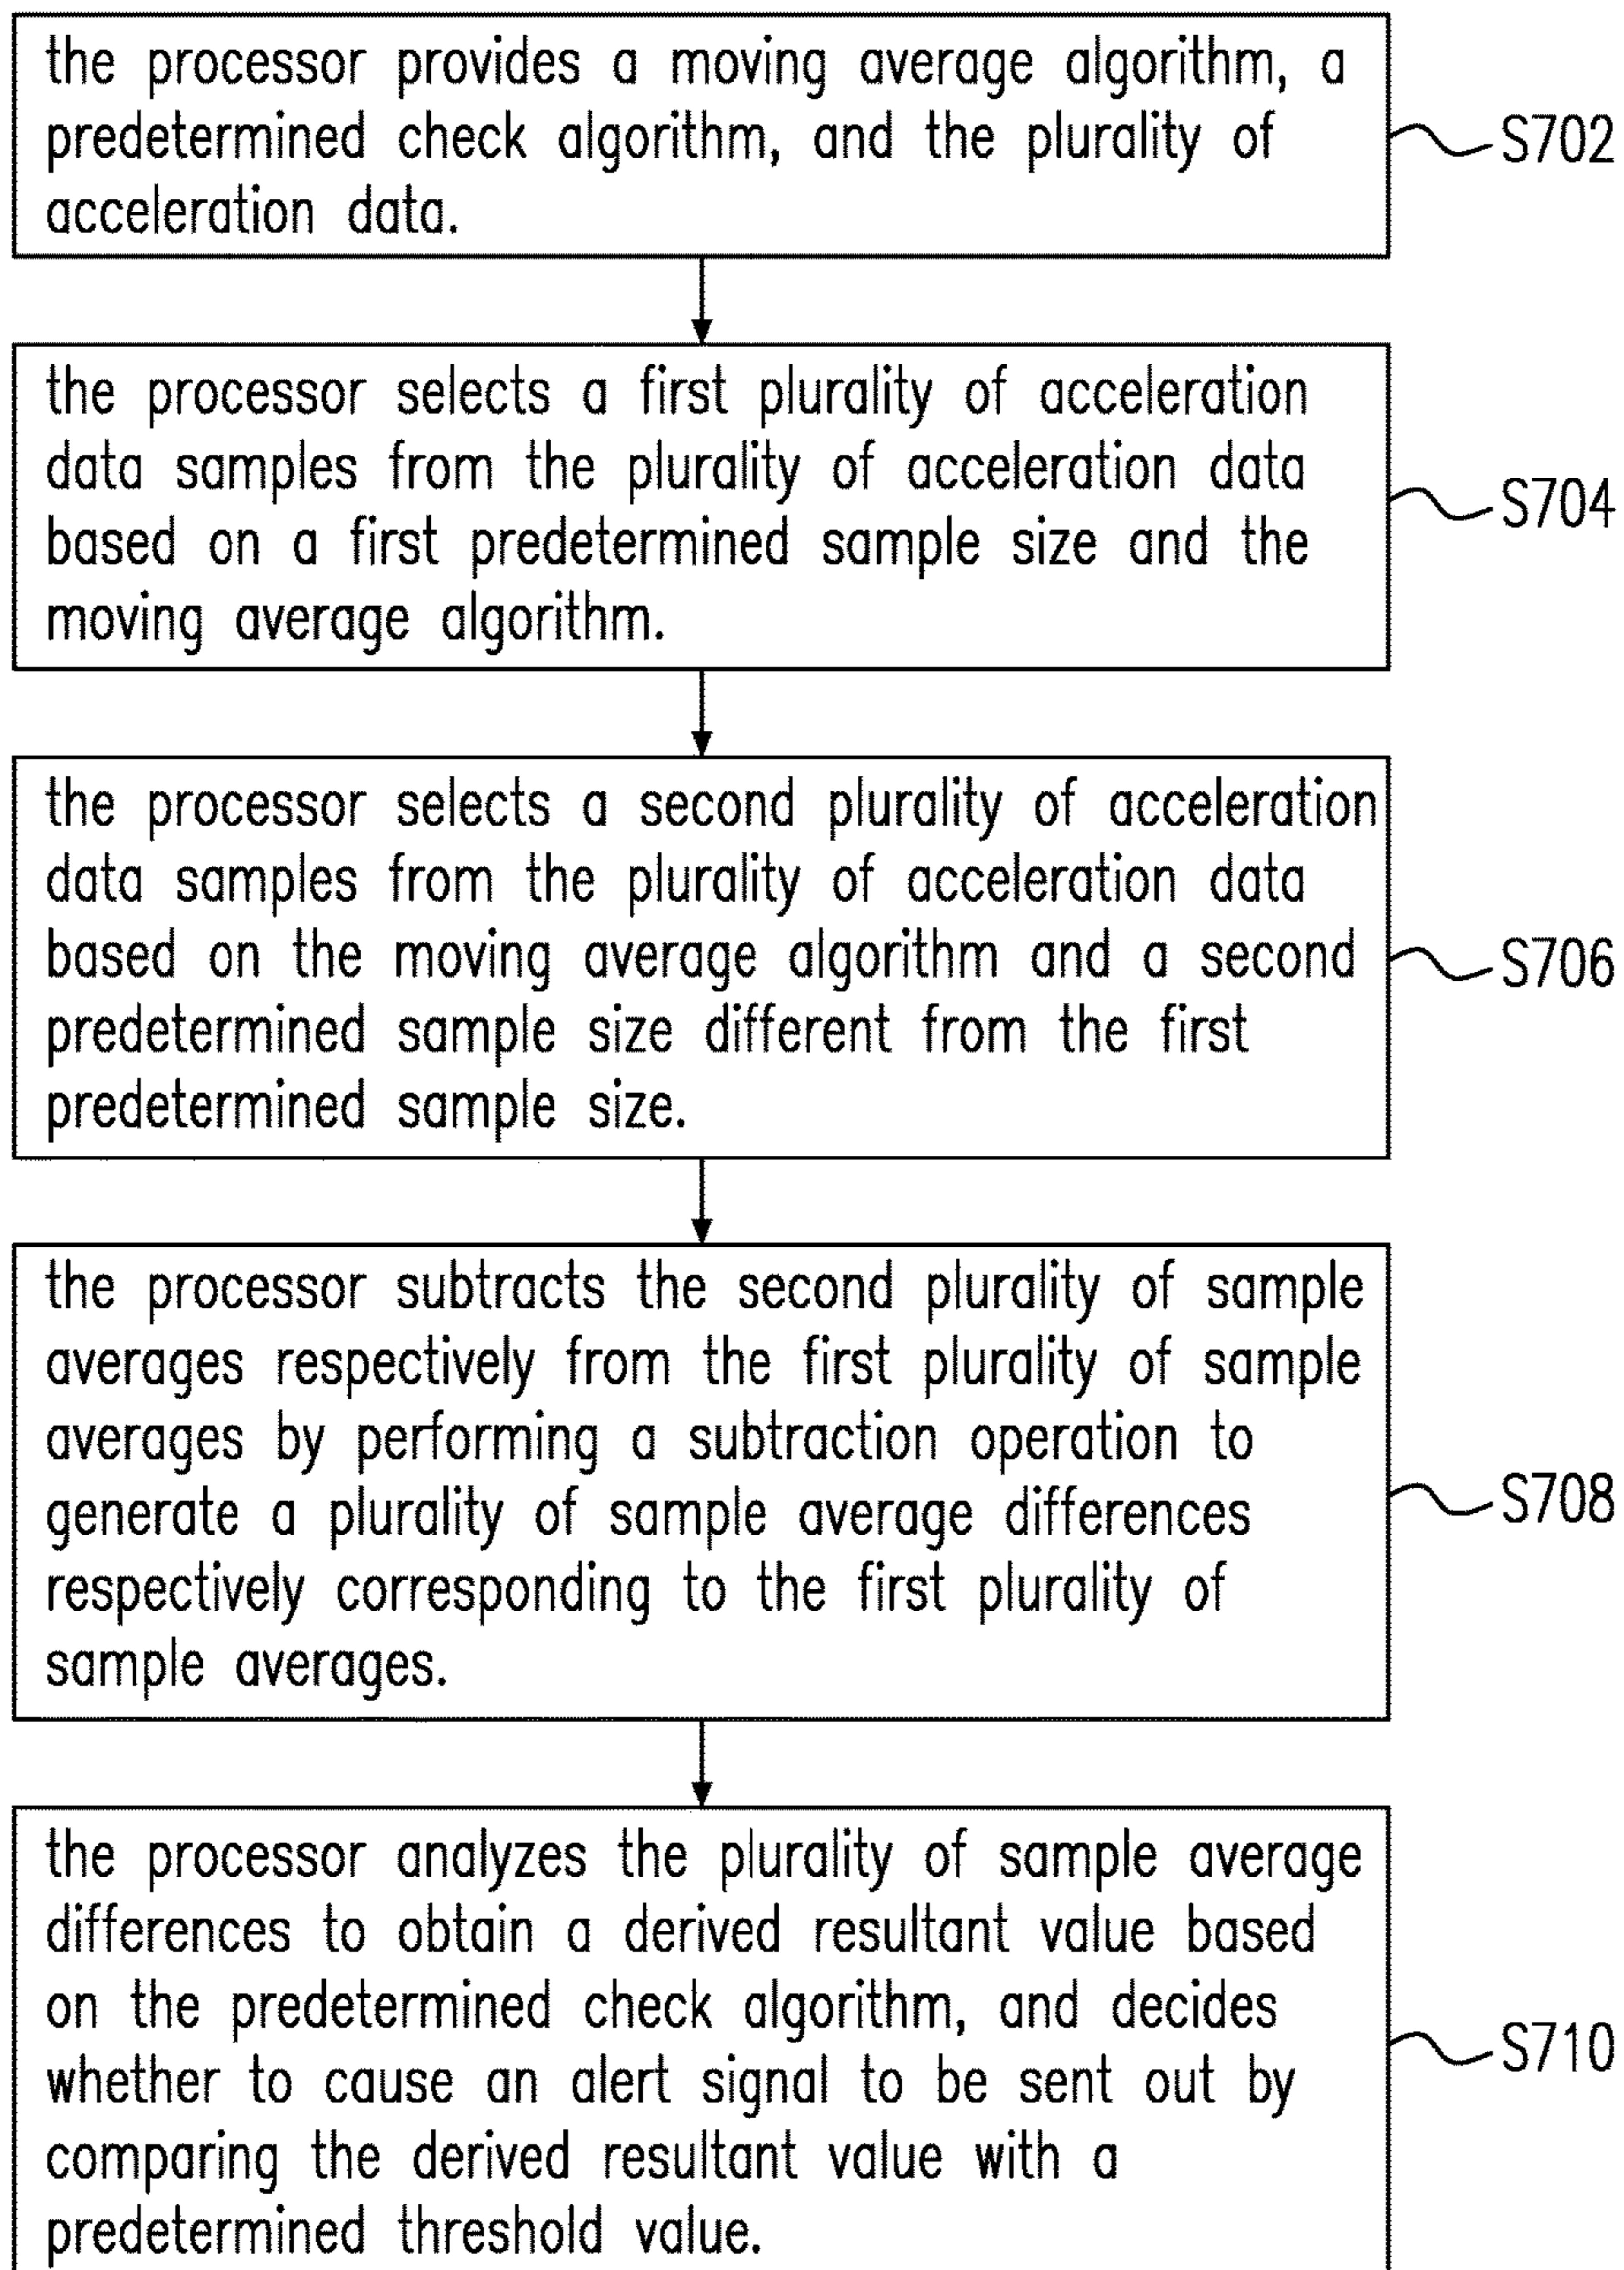 the processor provides a moving average algorithm, a
predetermined check algorithm, and the plurality of
acceleration data.
S702
the processor selects a first plurality of acceleration
data samples from the plurality of acceleration data
based on a first predetermined sample size and the
moving average algorithm.
S704
the processor selects a second plurality of acceleration
data samples from the plurality of acceleration data
based on the moving average algorithm and a second
predetermined sample size different from the first
predetermined sample size.
S706
the processor subtracts the second plurality of sample
averages respectively from the first plurality of sample
averages by performing a subtraction operation to
generate a plurality of sample average differences
respectively corresponding to the first plurality of
sample averages.
S708
the processor analyzes the plurality of sample average
differences to obtain a derived resultant value based
on the predetermined check algorithm, and decides
whether to cause an alert signal to be sent out by
comparing the derived resultant value with a
predetermined threshold value.
S710